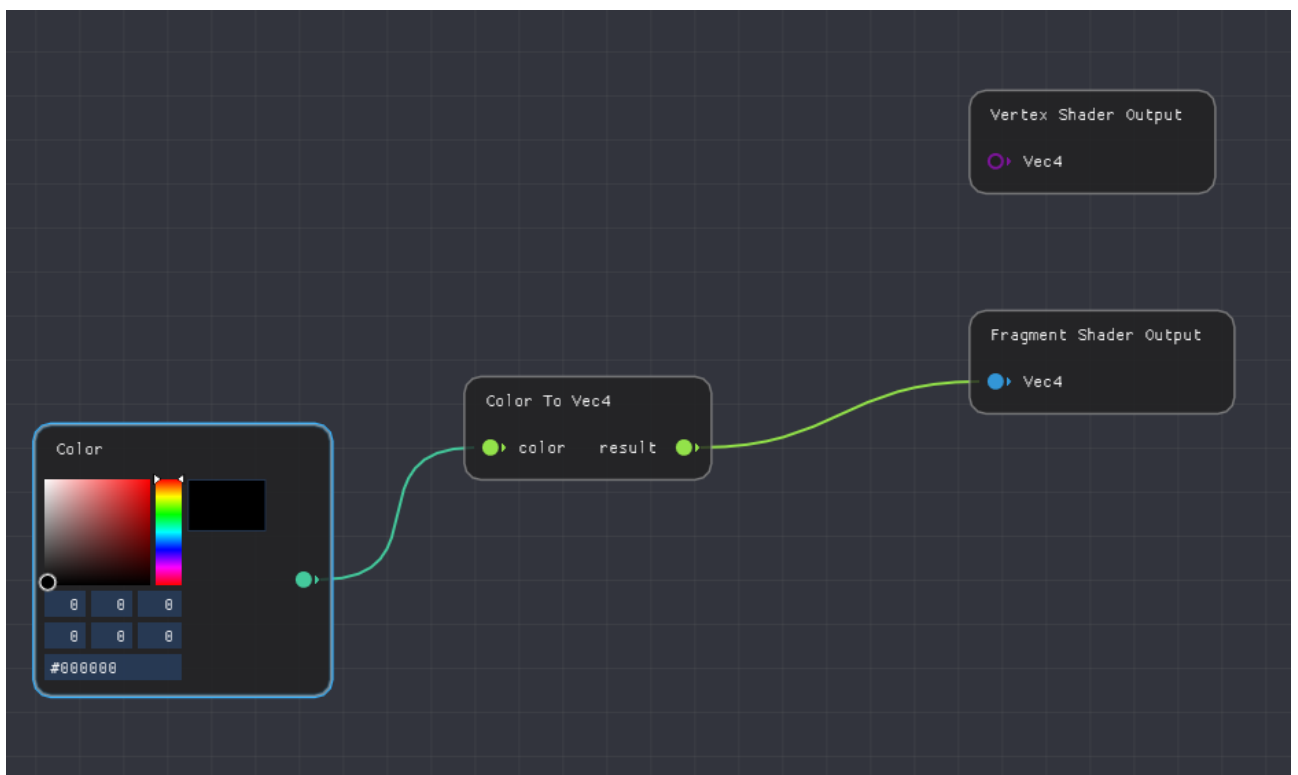 Vertex Shader Output
Vec4
Fragment Shader Output
Vec4
Color To Vec4
color result
Color
0 0 0
0 0 0
#000000